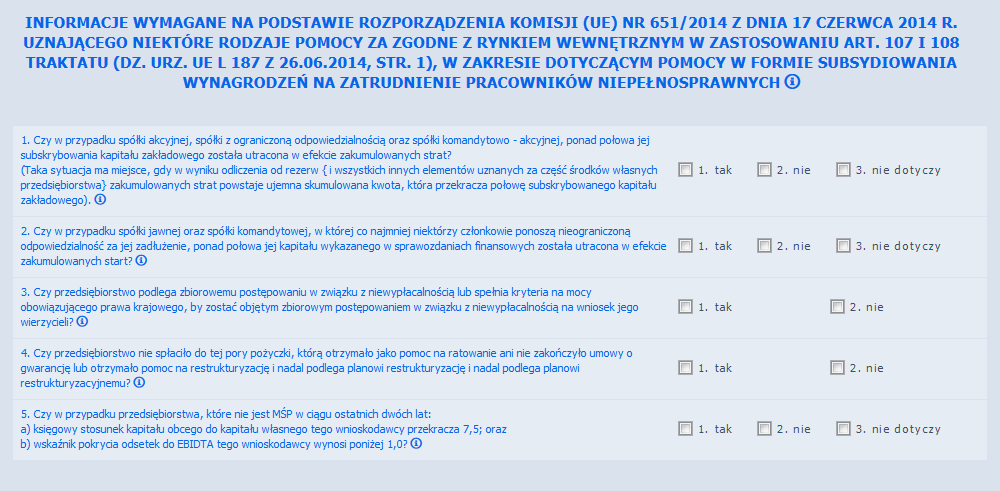 INFORMACJE WYMAGANE NA PODSTAWIE ROZPORZĄDZENIA KOMISJI (UE) NR 651/2014 Z DNIA 17 CZERWCA 2014 R.
UZNAJĄCEGO NIEKTÓRE RODZAJE POMOCY ZA ZGODNE Z RYNKIEM WEWNĘTRZNYM W ZASTOSOWANIU ART. 107 I 108
TRAKTATU (DZ. URZ. UE L 187 Z 26.06.2014, STR. 1), W ZAKRESIE DOTYCZĄCYM POMOCY W FORMIE SUBSYDIOWANIA
WYNAGRODZEŃ NA ZATRUDNIENIE PRACOWNIKÓW NIEPEŁNOSPRAWNYCH
1. Czy w przypadku spółki akcyjnej, spółki z ograniczoną odpowiedzialnością oraz spółki komandytowo - akcyjnej, ponad połowa jej
subskrybowania kapitału zakładowego została utracona w efekcie zakumulowanych strat?
(Taka sytuacja ma miejsce, gdy w wyniku odliczenia od rezerw { i wszystkich innych elementów uznanych za część środków własnych
przedsiębiorstwa} zakumulowanych strat powstaje ujemna skumulowana kwota, która przekracza połowę subskrybowanego kapitału
zakładowego).
1. tak 2. nie 3. nie dotyczy
2. Czy w przypadku spółki jawnej oraz spółki komandytowej, w której co najmniej niektórzy członkowie ponoszą nieograniczoną
odpowiedzialność za jej zadłużenie, ponad połowa jej kapitału wykazanego w sprawozdaniach finansowych została utracona w efekcie
zakumulowanych start?
1. tak 2. nie 3. nie dotyczy
3. Czy przedsiębiorstwo podlega zbiorowemu postępowaniu w związku z niewypłacalnością lub spełnia kryteria na mocy
obowiązującego prawa krajowego, by zostać objętym zbiorowym postępowaniem w związku z niewypłacalnością na wniosek jego
wierzycieli?
1. tak 2. nie
4. Czy przedsiębiorstwo nie spłaciło do tej pory pożyczki, którą otrzymało jako pomoc na ratowanie ani nie zakończyło umowy o
gwarancję lub otrzymało pomoc na restrukturyzację i nadal podlega planowi restrukturyzację i nadal podlega planowi
restrukturyzacyjnemu?
1. tak 2. nie
5. Czy w przypadku przedsiębiorstwa, które nie jest MŚP w ciągu ostatnich dwóch lat:
a) księgowy stosunek kapitału obcego do kapitału własnego tego wnioskodawcy przekracza 7,5; oraz
b) wskaźnik pokrycia odsetek do EBIDTA tego wnioskodawcy wynosi poniżej 1,0?
1. tak 2. nie 3. nie dotyczy